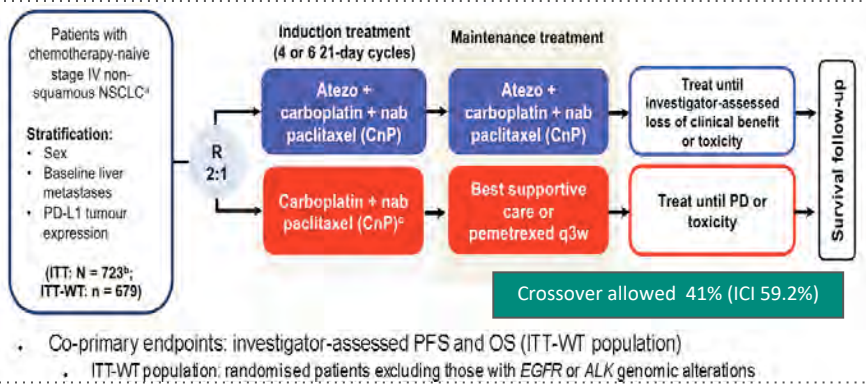 Patients with
chemotherapy-naive
stage IV non-
squamous NSCLCᵃ
Stratification:
• Sex
• Baseline liver
metastases
• PD-L1 tumour
expression
(ITT: N = 723ᵇ;
ITT-WT: n = 679)
R
2:1
Induction treatment
(4 or 6 21-day cycles)
Maintenance treatment
Atezo +
carboplatin + nab
paclitaxel (CnP)
Atezo +
carboplatin + nab
paclitaxel (CnP)
Treat until
investigator-assessed
loss of clinical benefit
or toxicity
Carboplatin + nab
paclitaxel (CnP)ᶜ
Best supportive
care or
pemetrexed q3w
Treat until PD or
toxicity
Survival follow-up
Crossover allowed 41% (ICI 59.2%)
• Co-primary endpoints: investigator-assessed PFS and OS (ITT-WT population)
• ITT-WT population: randomised patients excluding those with EGFR or ALK genomic alterations